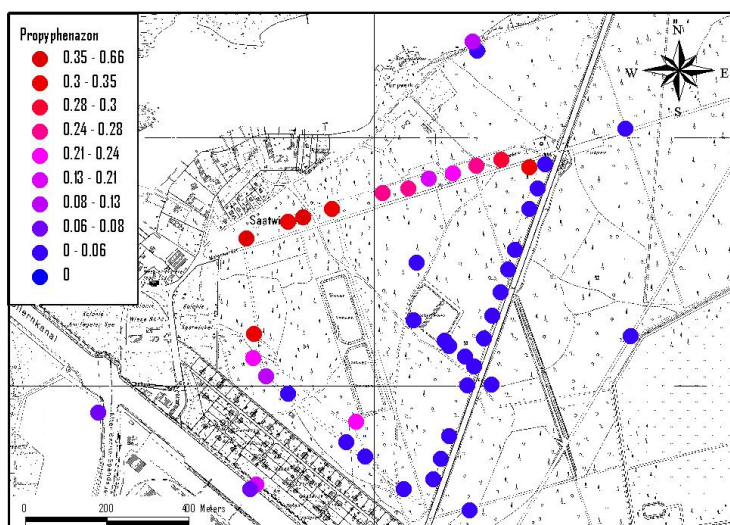 Propyphenazon
0.35 - 0.66
0.3 - 0.35
0.28 - 0.3
0.24 - 0.28
0.21 - 0.24
0.13 - 0.21
0.08 - 0.13
0.06 - 0.08
0 - 0.06
0
N
W E
S
Saatwi
0 200 400 Meters